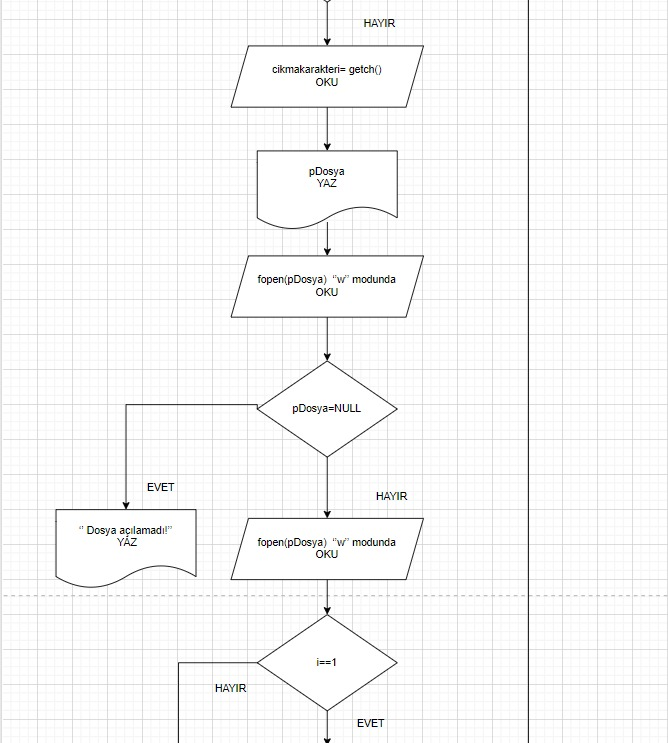 HAYIR
cikmakarakteri= getch()
OKU
pDosya
YAZ
fopen(pDosya) “w” modunda
OKU
pDosya=NULL
EVET
HAYIR
“ Dosya açılamadı!”
YAZ
fopen(pDosya) “w” modunda
OKU
i==1
HAYIR
EVET